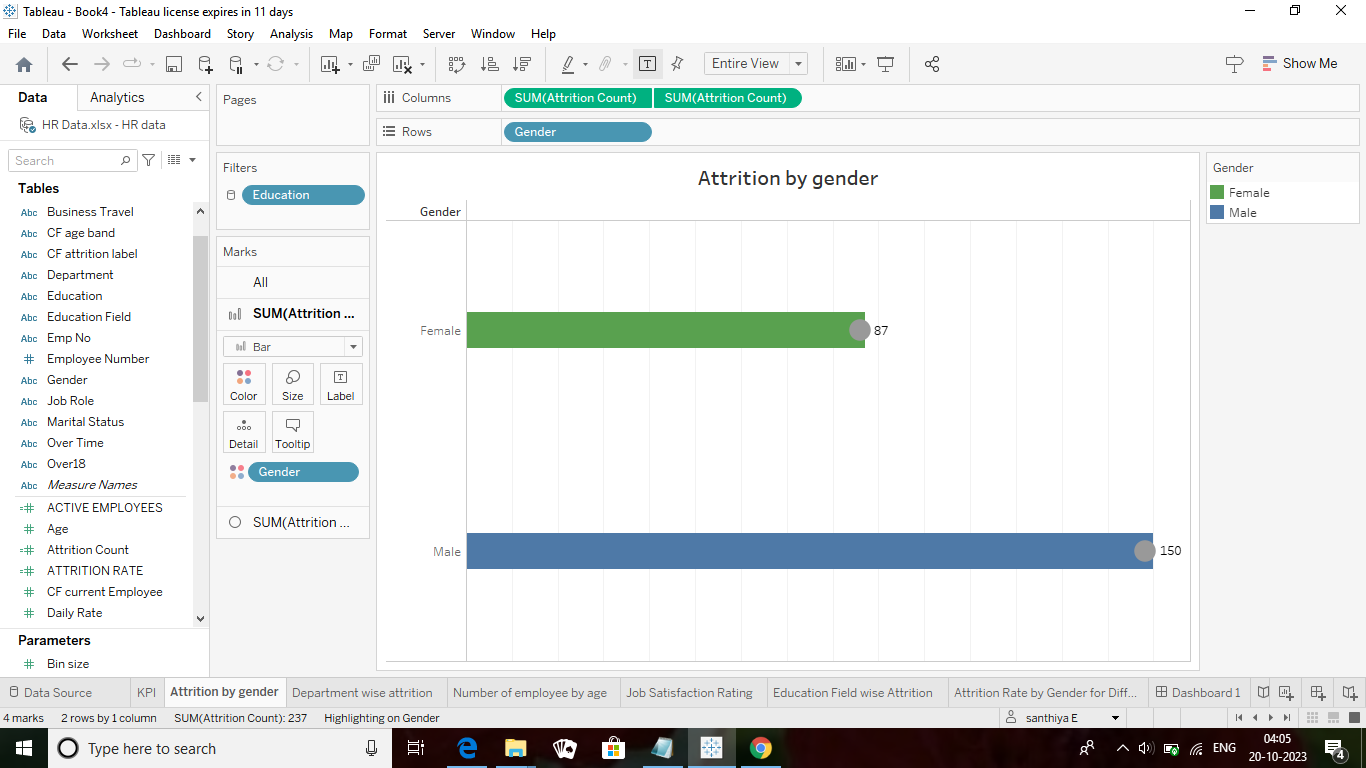 Tableau - Book4 - Tableau license expires in 11 days
File Data Worksheet Dashboard Story Analysis Map Format Server Window Help
Entire View
Show Me
Data Analytics
HR Data.xlsx - HR data
Search
Tables
Abc Business Travel
Abc CF age band
Abc CF attrition label
Abc Department
Abc Education
Abc Education Field
Abc Emp No
# Employee Number
Abc Gender
Abc Job Role
Abc Marital Status
Abc Over Time
Abc Over18
Abc Measure Names
=# ACTIVE EMPLOYEES
# Age
=# Attrition Count
=# ATTRITION RATE
# CF current Employee
# Daily Rate
Parameters
# Bin size
Pages
Filters
Education
Marks
All
SUM(Attrition ...
Bar
Color Size Label
Detail Tooltip
Gender
SUM(Attrition ...
Columns SUM(Attrition Count) SUM(Attrition Count)
Rows Gender
Attrition by gender
Gender
Female 87
Male 150
Gender
Female
Male
Data Source KPI Attrition by gender Department wise attrition Number of employee by age Job Satisfaction Rating Education Field wise Attrition Attrition Rate by Gender for Diff... Dashboard 1
4 marks 2 rows by 1 column SUM(Attrition Count): 237 Highlighting on Gender santhiya E
Type here to search
ENG
04:05
20-10-2023
4